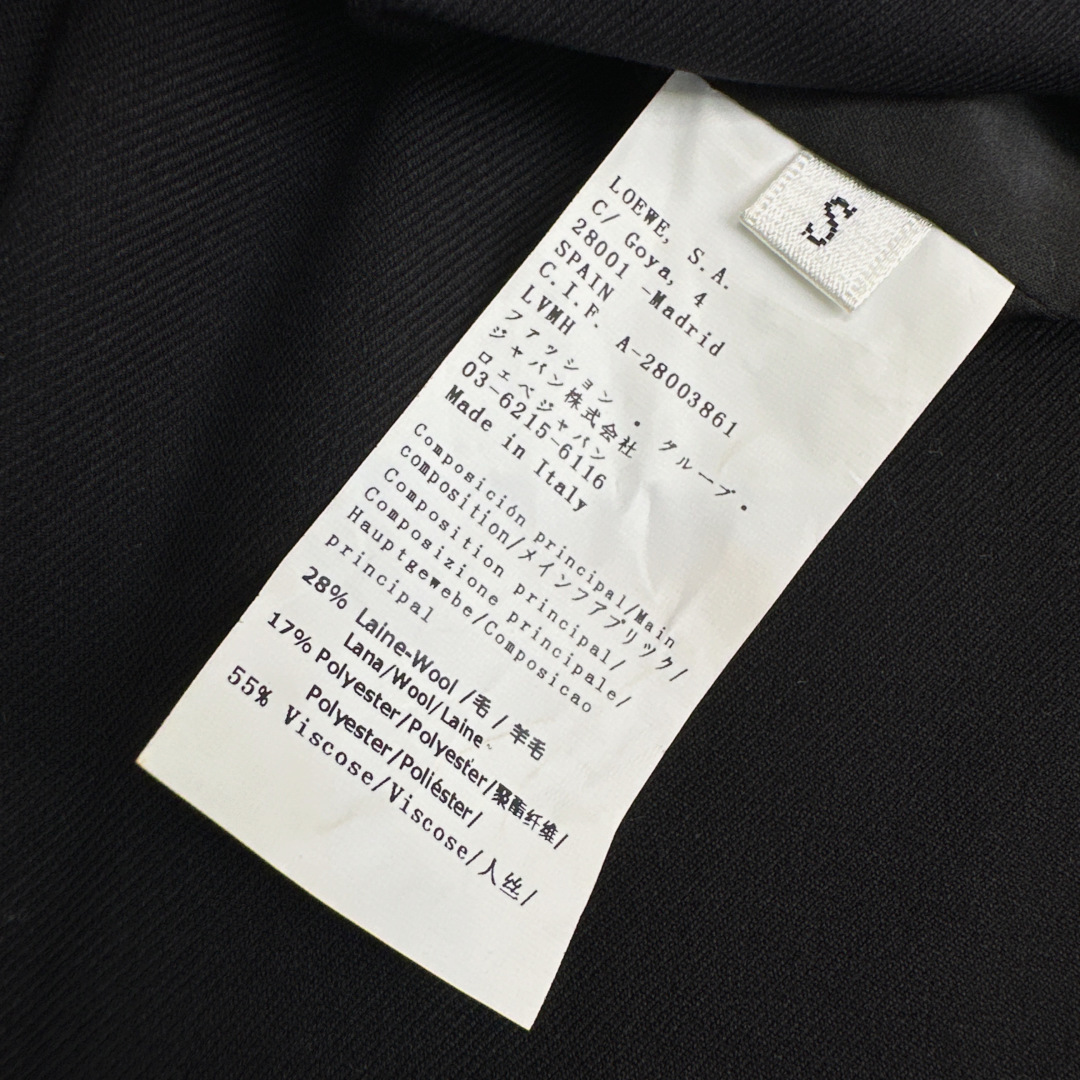 S
LOEWE, S.A.
C/ Goya, 4
28001 -Madrid
SPAIN
C.I.F. A-28003861
LVMH
ファッション・グループ・
ジャパン株式会社
ロエベジャパン
03-6215-6116
Made in Italy
Composición principal/Main
composition/メインファブリック/
Composition principal/
Composizione principale/
Hauptgewebe/Composicao
principal
28% Laine-Wool /毛 / 羊毛
Lana/Wool/Laine
17% Polyester/Polyester/聚酯纤维/
Polyester/Poliéster/
55% Viscose/Viscose/人丝/